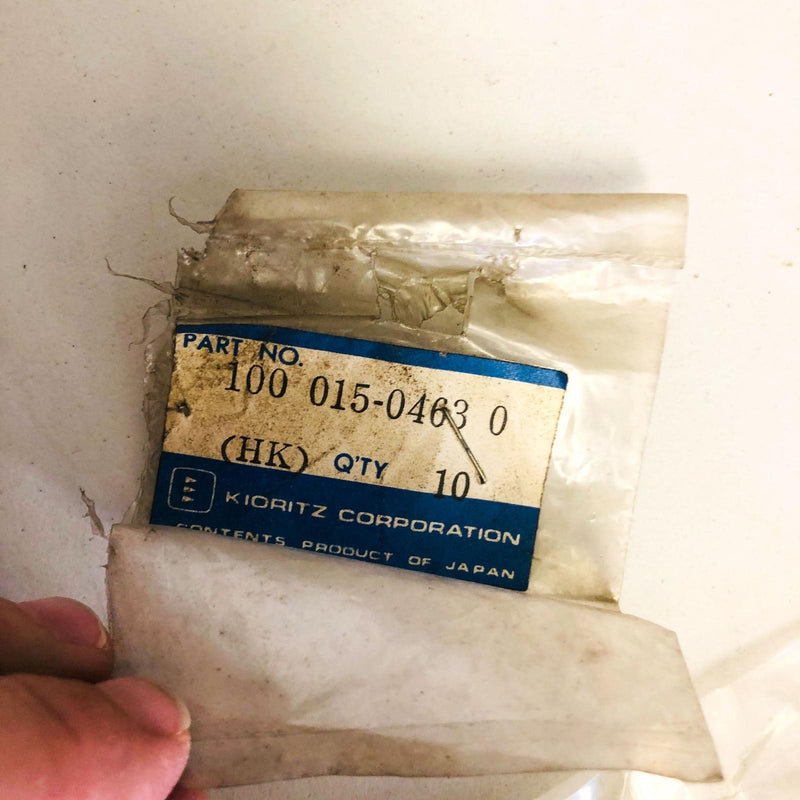 PART NO.
100 015-0463 0
(HK) Q'TY 10
KIORITZ CORPORATION
CONTENTS PRODUCT OF JAPAN